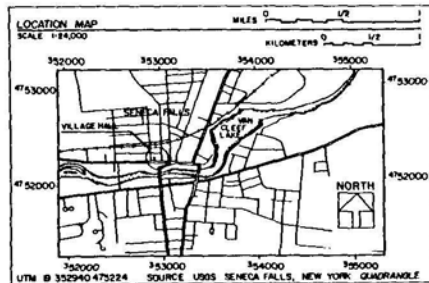 LOCATION MAP
MILES 0 1/2 1
SCALE 1:24,000
KILOMETERS 0 1/2 1
352000 353000 354000 355000
4753000 4753000
SENECA FALLS
VAN CLEEF LAKE
VILLAGE HALL
4752000 4752000
NORTH
352000 353000 354000 355000
UTM ID 352940 475224 SOURCE USGS SENECA FALLS, NEW YORK QUADRANGLE